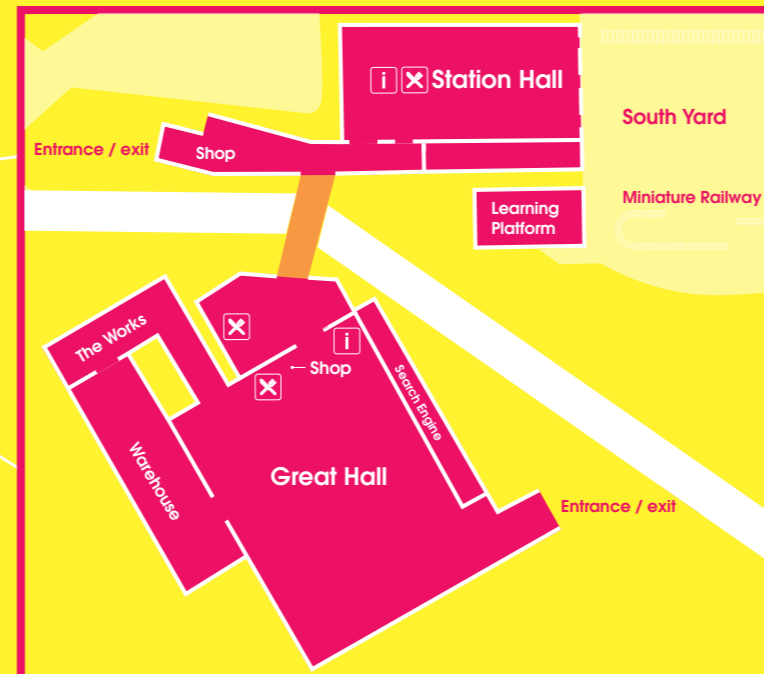 i Station Hall
South Yard
Entrance / exit
Shop
Miniature Railway
Learning
Platform
The Works
i
Shop
Search Engine
Warehouse
Great Hall
Entrance / exit